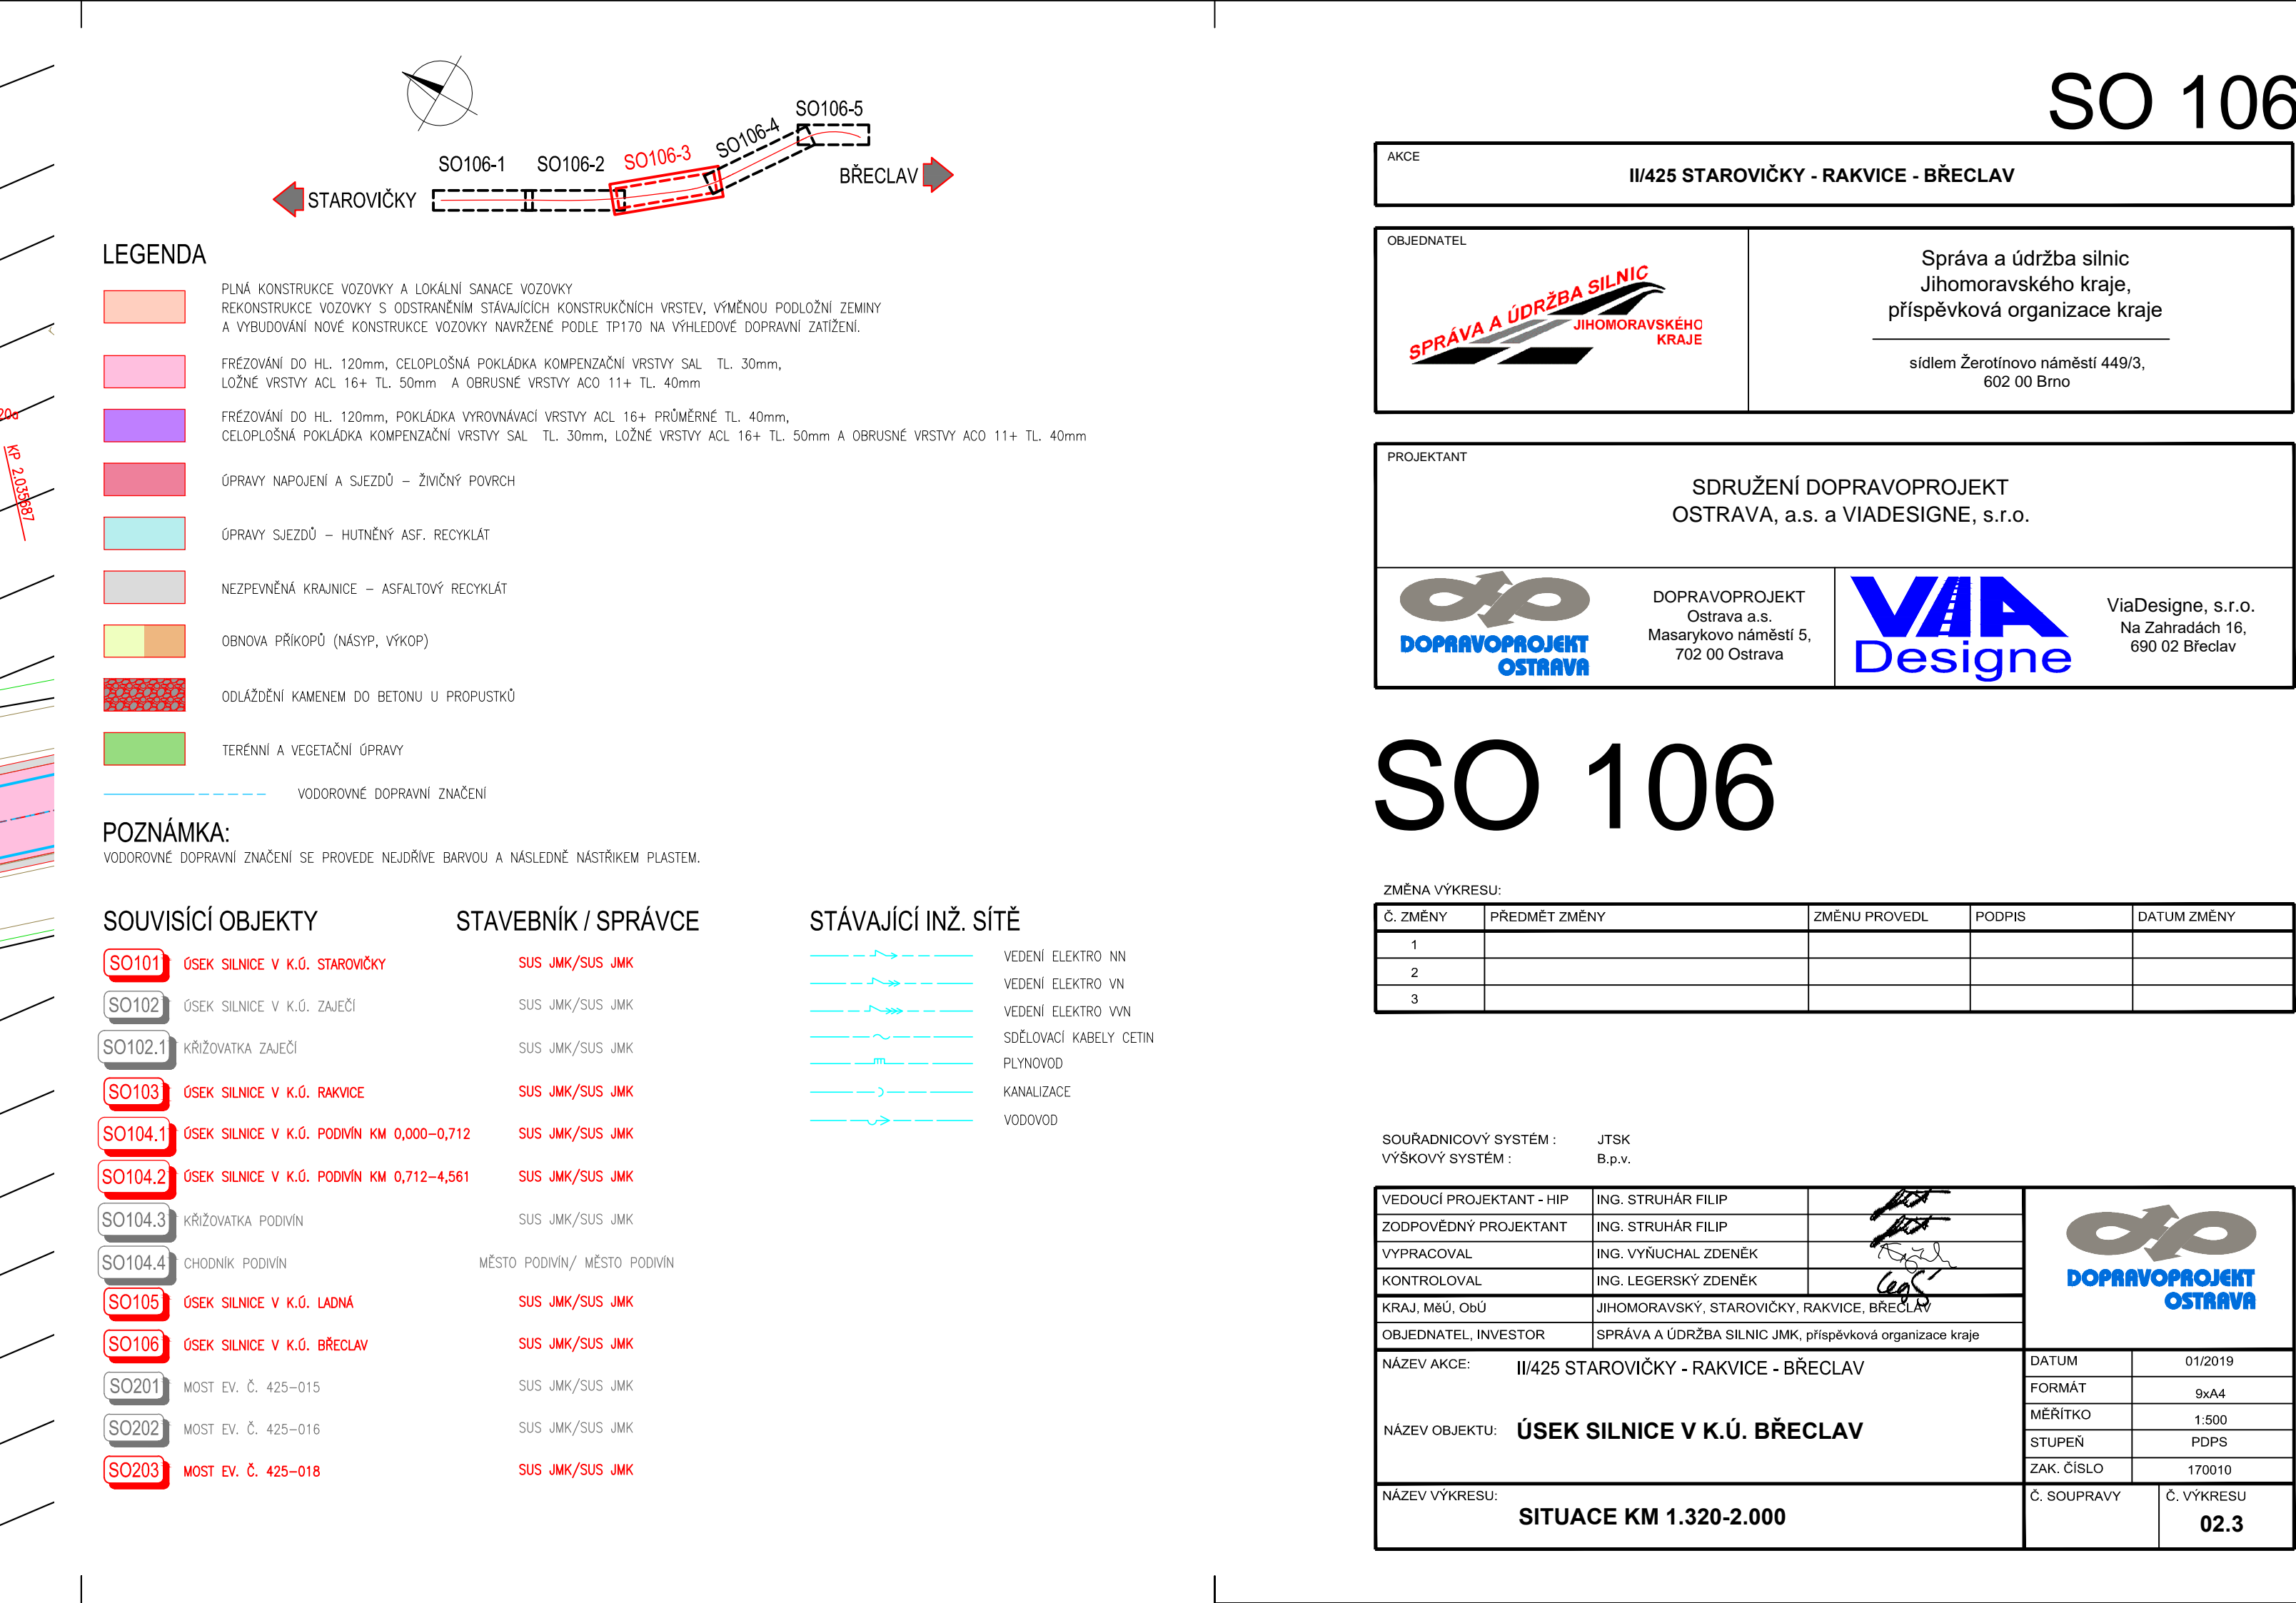 SO106-1
SO106-2
SO106-3
SO106-4
SO106-5
STAROVIČKY
BŘECLAV
LEGENDA
PLNÁ KONSTRUKCE VOZOVKY A LOKÁLNÍ SANACE VOZOVKY
REKONSTRUKCE VOZOVKY S ODSTRANĚNÍM STÁVAJÍCÍCH KONSTRUKČNÍCH VRSTEV, VÝMĚNOU PODLOŽNÍ ZEMINY
A VYBUDOVÁNÍ NOVÉ KONSTRUKCE VOZOVKY NAVRŽENÉ PODLE TP170 NA VÝHLEDOVÉ DOPRAVNÍ ZATÍŽENÍ.
FRÉZOVÁNÍ DO HL. 120mm, CELOPLOŠNÁ POKLÁDKA KOMPENZAČNÍ VRSTVY SAL TL. 30mm,
LOŽNÉ VRSTVY ACL 16+ TL. 50mm A OBRUSNÉ VRSTVY ACO 11+ TL. 40mm
FRÉZOVÁNÍ DO HL. 120mm, POKLÁDKA VYROVNÁVACÍ VRSTVY ACL 16+ PRŮMĚRNÉ TL. 40mm,
CELOPLOŠNÁ POKLÁDKA KOMPENZAČNÍ VRSTVY SAL TL. 30mm, LOŽNÉ VRSTVY ACL 16+ TL. 50mm A OBRUSNÉ VRSTVY ACO 11+ TL. 40mm
KP 2.035687
ÚPRAVY NAPOJENÍ A SJEZDŮ – ŽIVIČNÝ POVRCH
ÚPRAVY SJEZDŮ – HUTNĚNÝ ASF. RECYKLÁT
NEZPEVNĚNÁ KRAJNICE – ASFALTOVÝ RECYKLÁT
OBNOVA PŘÍKOPŮ (NÁSYP, VÝKOP)
ODLÁŽDĚNÍ KAMENEM DO BETONU U PROPUSTKŮ
TERÉNNÍ A VEGETAČNÍ ÚPRAVY
VODOROVNÉ DOPRAVNÍ ZNAČENÍ
POZNÁMKA:
VODOROVNÉ DOPRAVNÍ ZNAČENÍ SE PROVEDE NEJDŘÍVE BARVOU A NÁSLEDNĚ NÁSTŘIKEM PLASTEM.
SOUVISÍCÍ OBJEKTY STAVEBNÍK / SPRÁVCE
SO101 ÚSEK SILNICE V K.Ú. STAROVIČKY SUS JMK/SUS JMK
SO102 ÚSEK SILNICE V K.Ú. ZAJEČÍ SUS JMK/SUS JMK
SO102.1 KŘIŽOVATKA ZAJEČÍ SUS JMK/SUS JMK
SO103 ÚSEK SILNICE V K.Ú. RAKVICE SUS JMK/SUS JMK
SO104.1 ÚSEK SILNICE V K.Ú. PODIVÍN KM 0,000–0,712 SUS JMK/SUS JMK
SO104.2 ÚSEK SILNICE V K.Ú. PODIVÍN KM 0,712–4,561 SUS JMK/SUS JMK
SO104.3 KŘIŽOVATKA PODIVÍN SUS JMK/SUS JMK
SO104.4 CHODNÍK PODIVÍN MĚSTO PODIVÍN/ MĚSTO PODIVÍN
SO105 ÚSEK SILNICE V K.Ú. LADNÁ SUS JMK/SUS JMK
SO106 ÚSEK SILNICE V K.Ú. BŘECLAV SUS JMK/SUS JMK
SO201 MOST EV. Č. 425–015 SUS JMK/SUS JMK
SO202 MOST EV. Č. 425–016 SUS JMK/SUS JMK
SO203 MOST EV. Č. 425–018 SUS JMK/SUS JMK
STÁVAJÍCÍ INŽ. SÍTĚ
VEDENÍ ELEKTRO NN
VEDENÍ ELEKTRO VN
VEDENÍ ELEKTRO VVN
SDĚLOVACÍ KABELY CETIN
PLYNOVOD
KANALIZACE
VODOVOD
SO 106
AKCE
II/425 STAROVIČKY - RAKVICE - BŘECLAV
OBJEDNATEL
SPRÁVA A ÚDRŽBA SILNIC
JIHOMORAVSKÉHO
KRAJE
Správa a údržba silnic
Jihomoravského kraje,
příspěvková organizace kraje
sídlem Žerotínovo náměstí 449/3,
602 00 Brno
PROJEKTANT
SDRUŽENÍ DOPRAVOPROJEKT
OSTRAVA, a.s. a VIADESIGNE, s.r.o.
DOPRAVOPROJEKT
OSTRAVA
DOPRAVOPROJEKT
Ostrava a.s.
Masarykovo náměstí 5,
702 00 Ostrava
VIA
Designe
ViaDesigne, s.r.o.
Na Zahradách 16,
690 02 Břeclav
SO 106
ZMĚNA VÝKRESU:
Č. ZMĚNY PŘEDMĚT ZMĚNY ZMĚNU PROVEDL PODPIS DATUM ZMĚNY
1
2
3
SOUŘADNICOVÝ SYSTÉM : JTSK
VÝŠKOVÝ SYSTÉM : B.p.v.
VEDOUCÍ PROJEKTANT - HIP ING. STRUHÁR FILIP
ZODPOVĚDNÝ PROJEKTANT ING. STRUHÁR FILIP
VYPRACOVAL ING. VYŇUCHAL ZDENĚK
KONTROLOVAL ING. LEGERSKÝ ZDENĚK
KRAJ, MěÚ, ObÚ JIHOMORAVSKÝ, STAROVIČKY, RAKVICE, BŘECLAV
OBJEDNATEL, INVESTOR SPRÁVA A ÚDRŽBA SILNIC JMK, příspěvková organizace kraje
DOPRAVOPROJEKT
OSTRAVA
NÁZEV AKCE: II/425 STAROVIČKY - RAKVICE - BŘECLAV
NÁZEV OBJEKTU: ÚSEK SILNICE V K.Ú. BŘECLAV
DATUM 01/2019
FORMÁT 9xA4
MĚŘÍTKO 1:500
STUPEŇ PDPS
ZAK. ČÍSLO 170010
NÁZEV VÝKRESU: SITUACE KM 1.320-2.000
Č. SOUPRAVY
Č. VÝKRESU
02.3